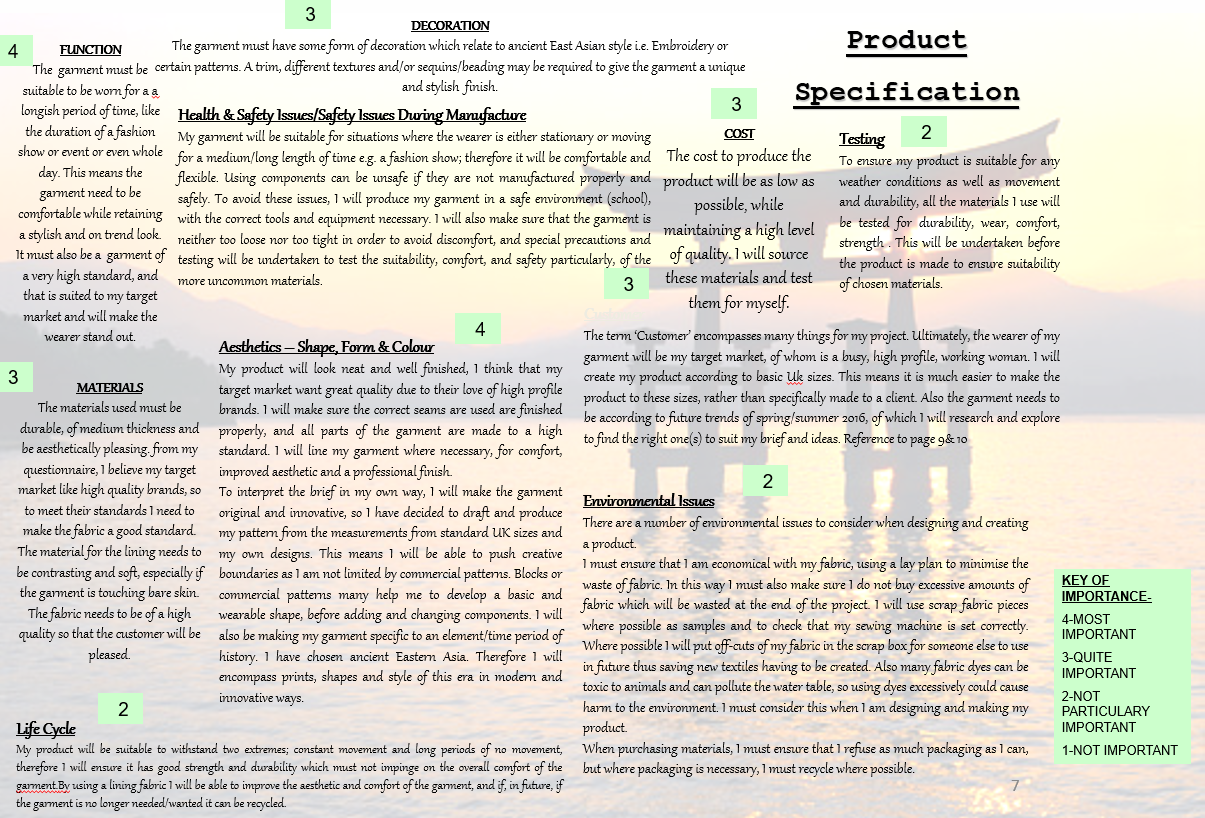 Product
Specification
4
FUNCTION
The garment must be
suitable to be worn for a a
longish period of time, like
the duration of a fashion
show or event or even whole
day. This means the
garment need to be
comfortable while retaining
a stylish and on trend look.
It must also be a garment of
a very high standard, and
that is suited to my target
market and will make the
wearer stand out.
3
DECORATION
The garment must have some form of decoration which relate to ancient East Asian style i.e. Embroidery or
certain patterns. A trim, different textures and/or sequins/beading may be required to give the garment a unique
and stylish finish.
Health & Safety Issues/Safety Issues During Manufacture
My garment will be suitable for situations where the wearer is either stationary or moving
for a medium/long length of time e.g. a fashion show; therefore it will be comfortable and
flexible. Using components can be unsafe if they are not manufactured properly and
safely. To avoid these issues, I will produce my garment in a safe environment (school),
with the correct tools and equipment necessary. I will also make sure that the garment is
neither too loose nor too tight in order to avoid discomfort, and special precautions and
testing will be undertaken to test the suitability, comfort, and safety particularly, of the
more uncommon materials.
3
COST
The cost to produce the
product will be as low as
possible, while
maintaining a high level
of quality. I will source
these materials and test
them for myself.
Testing
2
To ensure my product is suitable for any
weather conditions as well as movement
and durability, all the materials I use will
be tested for durability, wear, comfort,
strength . This will be undertaken before
the product is made to ensure suitability
of chosen materials.
3
MATERIALS
The materials used must be
durable, of medium thickness and
be aesthetically pleasing. from my
questionnaire, I believe my target
market like high quality brands, so
to meet their standards I need to
make the fabric a good standard.
The material for the lining needs to
be contrasting and soft, especially if
the garment is touching bare skin.
The fabric needs to be of a high
quality so that the customer will be
pleased.
4
Aesthetics – Shape, Form & Colour
My product will look neat and well finished, I think that my
target market want great quality due to their love of high profile
brands. I will make sure the correct seams are used are finished
properly, and all parts of the garment are made to a high
standard. I will line my garment where necessary, for comfort,
improved aesthetic and a professional finish.
To interpret the brief in my own way, I will make the garment
original and innovative, so I have decided to draft and produce
my pattern from the measurements from standard UK sizes and
my own designs. This means I will be able to push creative
boundaries as I am not limited by commercial patterns. Blocks or
commercial patterns many help me to develop a basic and
wearable shape, before adding and changing components. I will
also be making my garment specific to an element/time period of
history. I have chosen ancient Eastern Asia. Therefore I will
encompass prints, shapes and style of this era in modern and
innovative ways.
3
The term 'Customer' encompasses many things for my project. Ultimately, the wearer of my
garment will be my target market, of whom is a busy, high profile, working woman. I will
create my product according to basic Uk sizes. This means it is much easier to make the
product to these sizes, rather than specifically made to a client. Also the garment needs to
be according to future trends of spring/summer 2016, of which I will research and explore
to find the right one(s) to suit my brief and ideas. Reference to page 9& 10
2
Environmental Issues
There are a number of environmental issues to consider when designing and creating
a product.
I must ensure that I am economical with my fabric, using a lay plan to minimise the
waste of fabric. In this way I must also make sure I do not buy excessive amounts of
fabric which will be wasted at the end of the project. I will use scrap fabric pieces
where possible as samples and to check that my sewing machine is set correctly.
Where possible I will put off-cuts of my fabric in the scrap box for someone else to use
in future thus saving new textiles having to be created. Also many fabric dyes can be
toxic to animals and can pollute the water table, so using dyes excessively could cause
harm to the environment. I must consider this when I am designing and making my
product.
When purchasing materials, I must ensure that I refuse as much packaging as I can,
but where packaging is necessary, I must recycle where possible.
2
Life Cycle
My product will be suitable to withstand two extremes; constant movement and long periods of no movement,
therefore I will ensure it has good strength and durability which must not impinge on the overall comfort of the
garment.By using a lining fabric I will be able to improve the aesthetic and comfort of the garment, and if, in future, if
the garment is no longer needed/wanted it can be recycled.
KEY OF
IMPORTANCE-
4-MOST
IMPORTANT
3-QUITE
IMPORTANT
2-NOT
PARTICULARY
IMPORTANT
1-NOT IMPORTANT
7